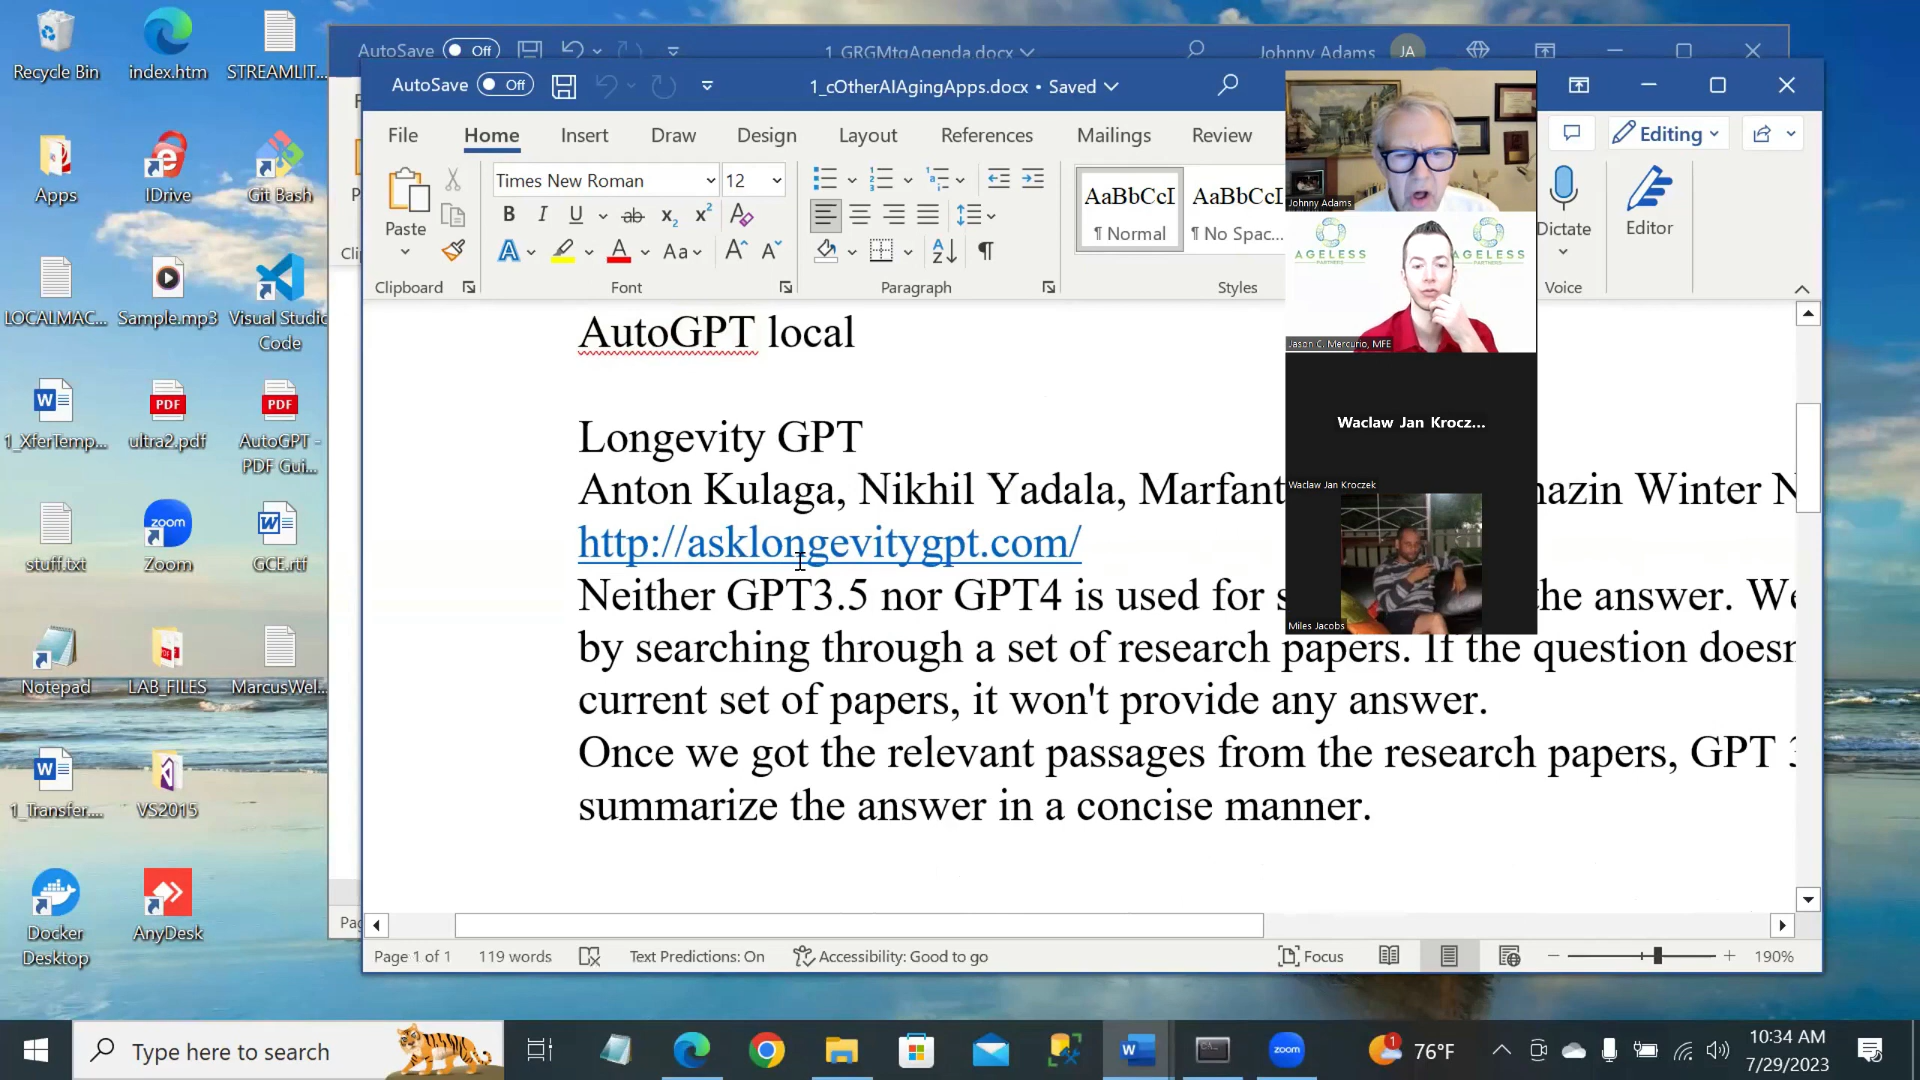 Recycle Bin
index.htm
STREAMLIT...
Apps
IDrive
Git Bash
LOCALMAC...
Sample.mp3
Visual Studio
Code
1_XferTemp...
ultra2.pdf
AutoGPT -
PDF Gui...
stuff.txt
Zoom
GCE.rtf
Notepad
LAB_FILES
MarcusWel...
1_Transfer....
VS2015
Docker
Desktop
AnyDesk
AutoSave Off
1_GRGMtgAgenda.docx
Johnny Adams JA
AutoSave Off
1_cOtherAIAgingApps.docx • Saved
File Home Insert Draw Design Layout References Mailings Review
Editing
Paste
Clipboard
Times New Roman 12
Font
Paragraph
AaBbCcI AaBbCcI
¶ Normal ¶ No Spac...
Styles
Dictate
Voice
Editor
AutoGPT local
Longevity GPT
Anton Kulaga, Nikhil Yadala, Marfant azin Winter N
http://asklongevitygpt.com/
Neither GPT3.5 nor GPT4 is used for s the answer. We
by searching through a set of research papers. If the question doesn
current set of papers, it won't provide any answer.
Once we got the relevant passages from the research papers, GPT 3
summarize the answer in a concise manner.
Johnny Adams
AGELESS
PARTNERS
AGELESS
PARTNERS
Jason C. Mercurio, MFE
Waclaw Jan Krocz...
Waclaw Jan Kroczek
Miles Jacobs
Page 1 of 1 119 words Text Predictions: On Accessibility: Good to go
Focus 190%
Type here to search
zoom
76°F
10:34 AM
7/29/2023